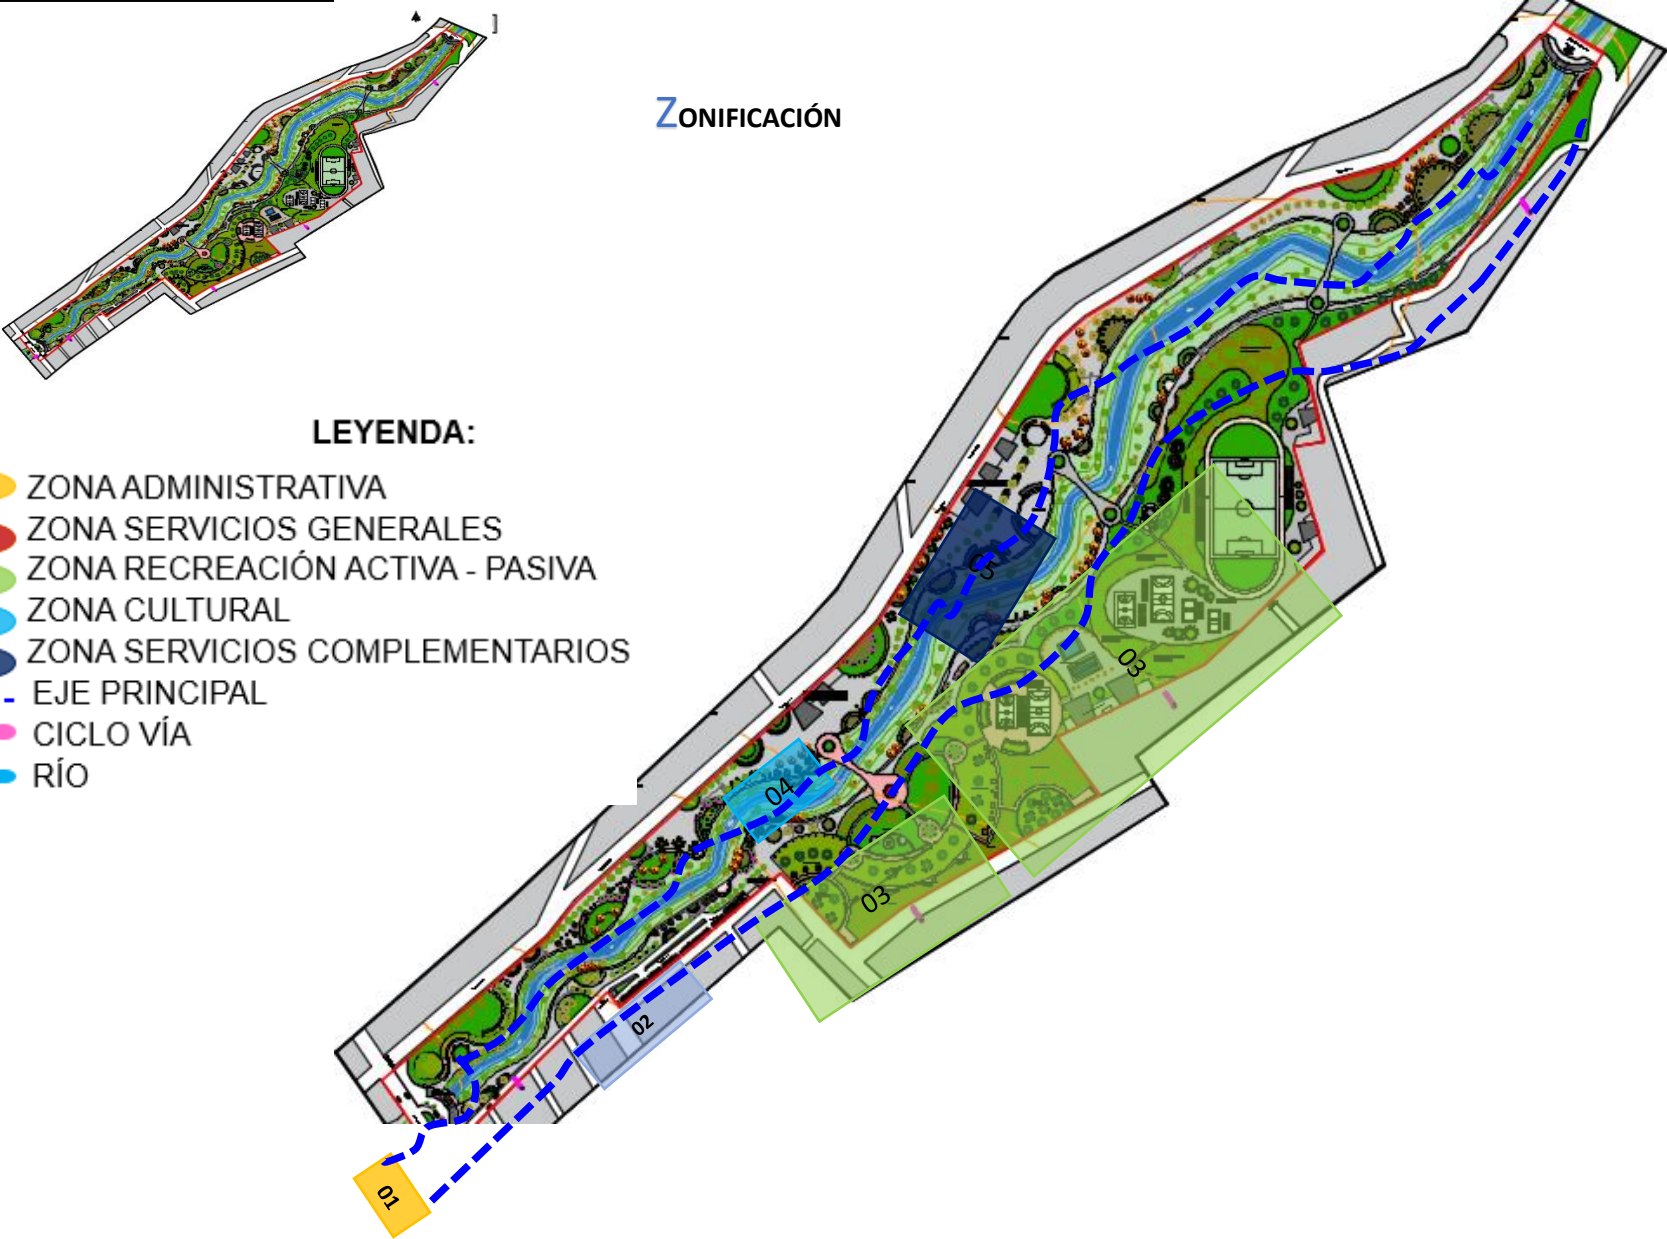 ZONIFICACIÓN
LEYENDA:
ZONA ADMINISTRATIVA
ZONA SERVICIOS GENERALES
ZONA RECREACIÓN ACTIVA - PASIVA
ZONA CULTURAL
ZONA SERVICIOS COMPLEMENTARIOS
EJE PRINCIPAL
CICLO VÍA
RÍO
05
03
04
03
02
01